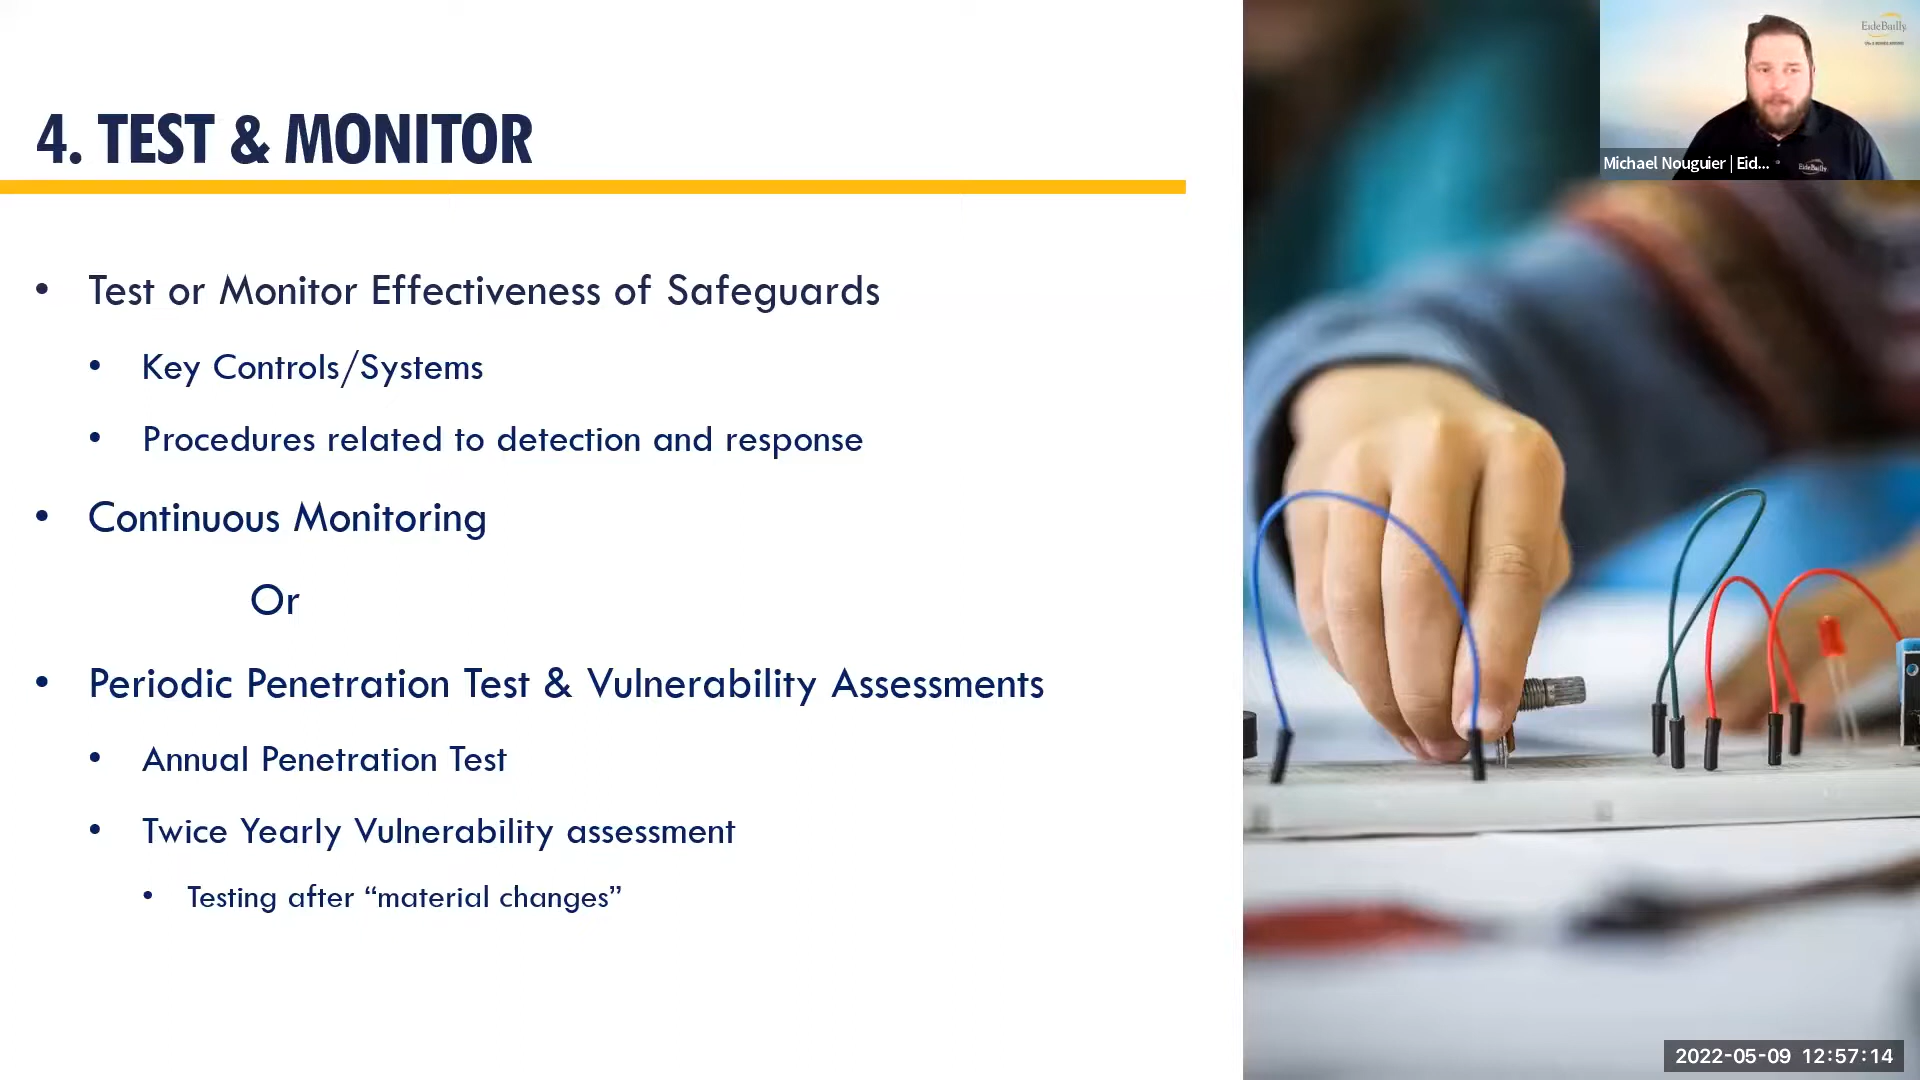 4. TEST & MONITOR
• Test or Monitor Effectiveness of Safeguards
• Key Controls/Systems
• Procedures related to detection and response
• Continuous Monitoring
Or
• Periodic Penetration Test & Vulnerability Assessments
• Annual Penetration Test
• Twice Yearly Vulnerability assessment
• Testing after “material changes”
EideBailly
Michael Nouguier | Eid...
EideBailly
2022-05-09 12:57:14